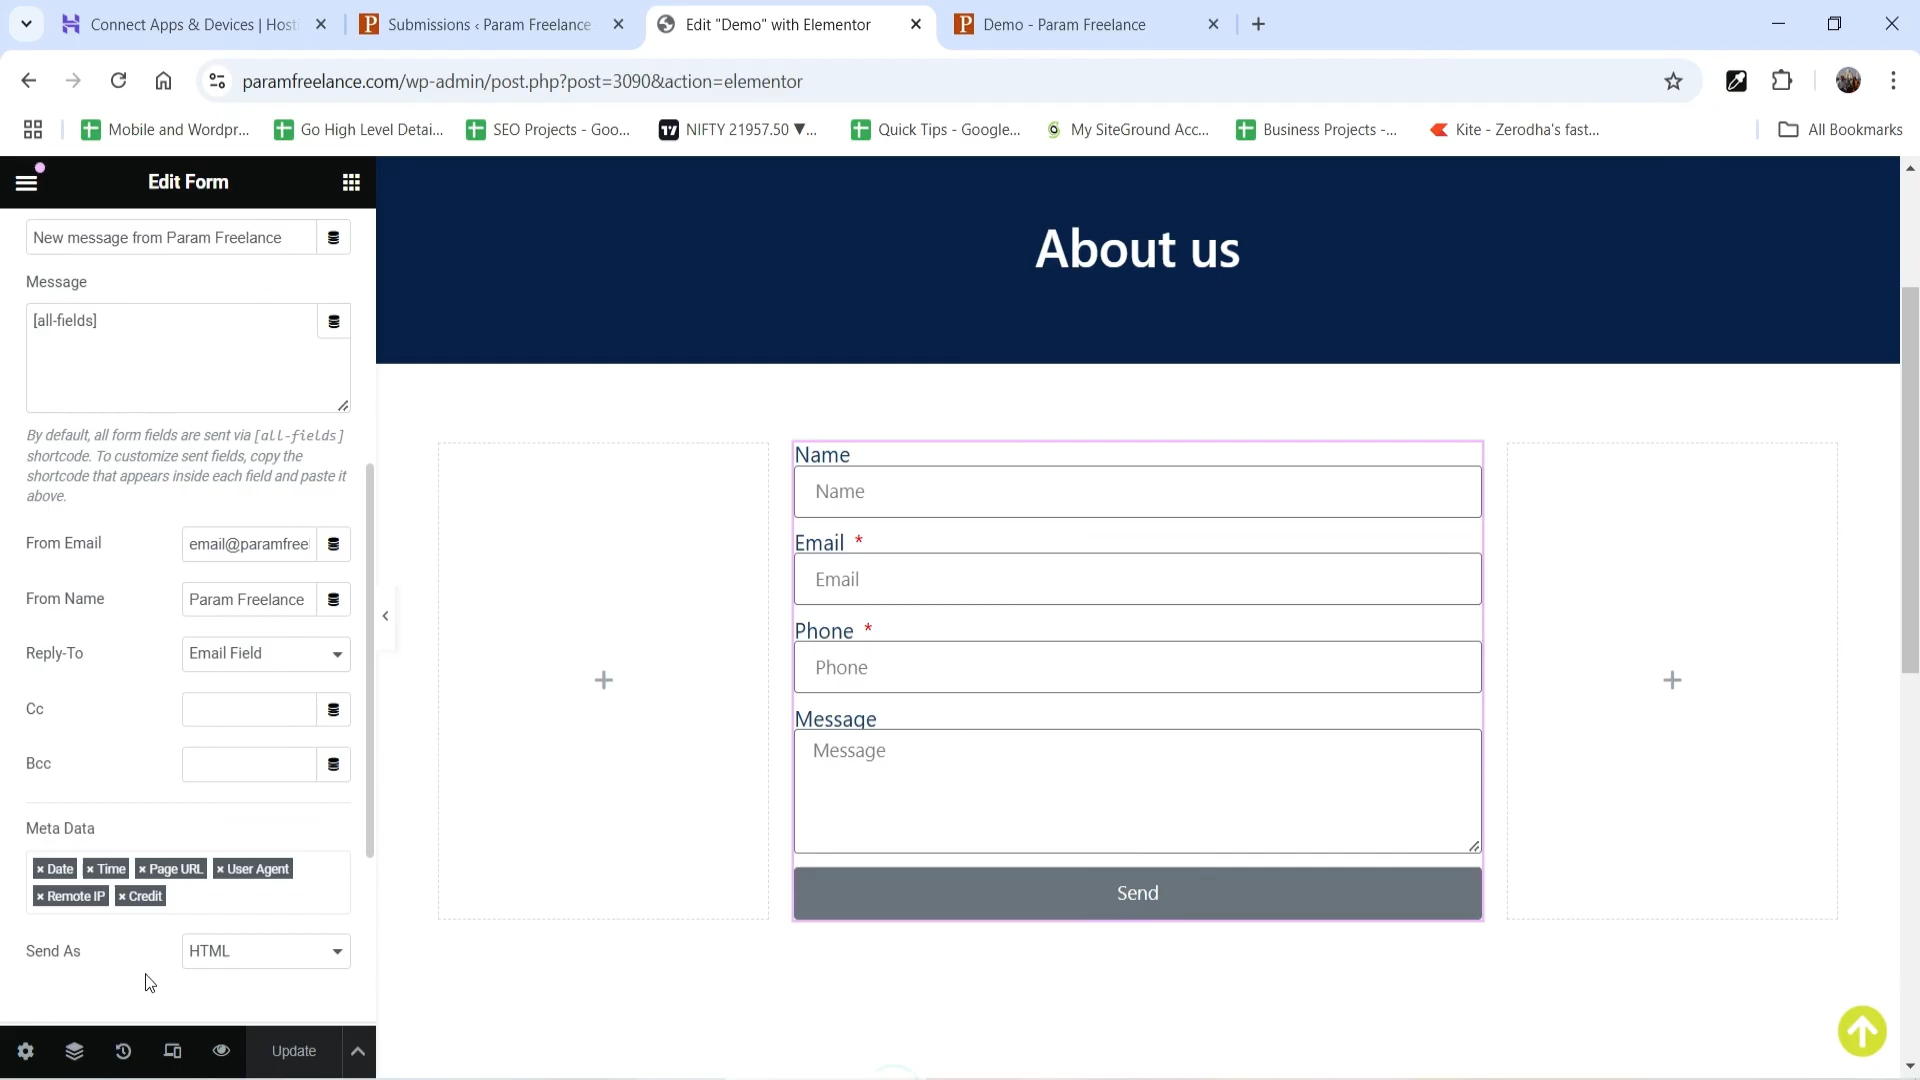 Connect Apps & Devices | Hosti
Submissions ‹ Param Freelance
Edit "Demo" with Elementor
Demo - Param Freelance
paramfreelance.com/wp-admin/post.php?post=3090&action=elementor
Mobile and Wordpr...
Go High Level Detai...
SEO Projects - Goo...
NIFTY 21957.50 ▼...
Quick Tips - Google...
My SiteGround Acc...
Business Projects -...
Kite - Zerodha's fast...
All Bookmarks
Edit Form
New message from Param Freelance
Message
[all-fields]
By default, all form fields are sent via [all-fields]
shortcode. To customize sent fields, copy the
shortcode that appears inside each field and paste it
above.
From Email
email@paramfree
From Name
Param Freelance
Reply-To
Email Field
Cc
Bcc
Meta Data
× Date × Time × Page URL × User Agent
× Remote IP × Credit
Send As
HTML
Update
About us
Name
Name
Email *
Email
Phone *
Phone
Message
Message
Send